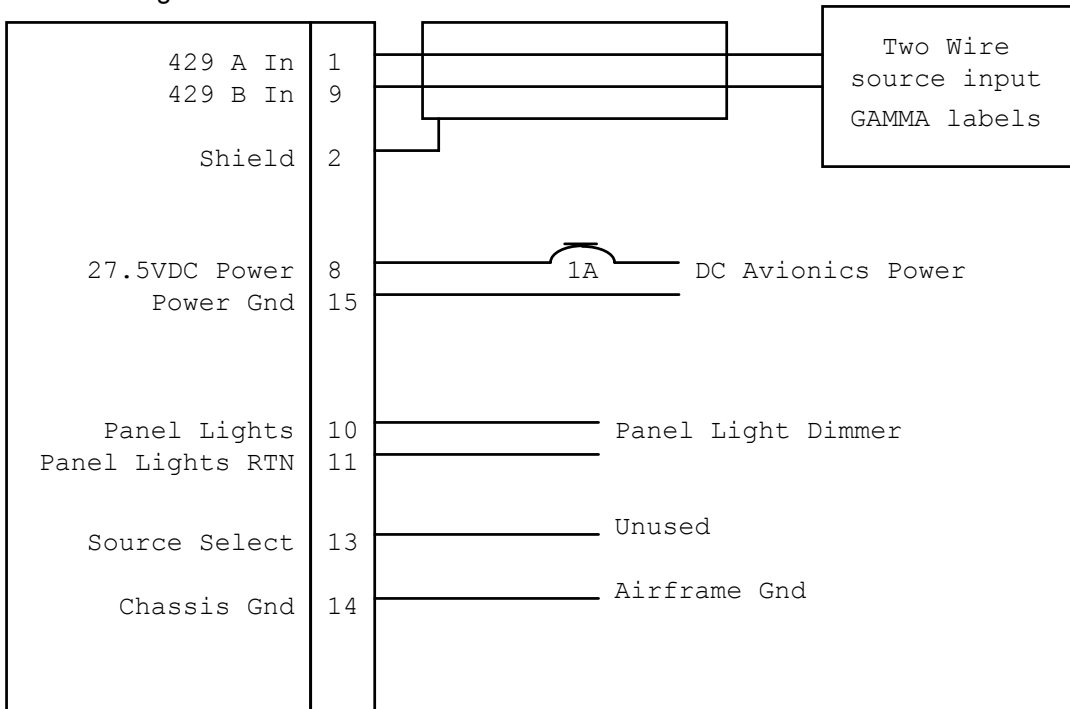 429 A In 1
429 B In 9
Shield 2
Two Wire
source input
GAMMA labels
27.5VDC Power 8 1A DC Avionics Power
Power Gnd 15
Panel Lights 10 Panel Light Dimmer
Panel Lights RTN 11
Source Select 13 Unused
Chassis Gnd 14 Airframe Gnd